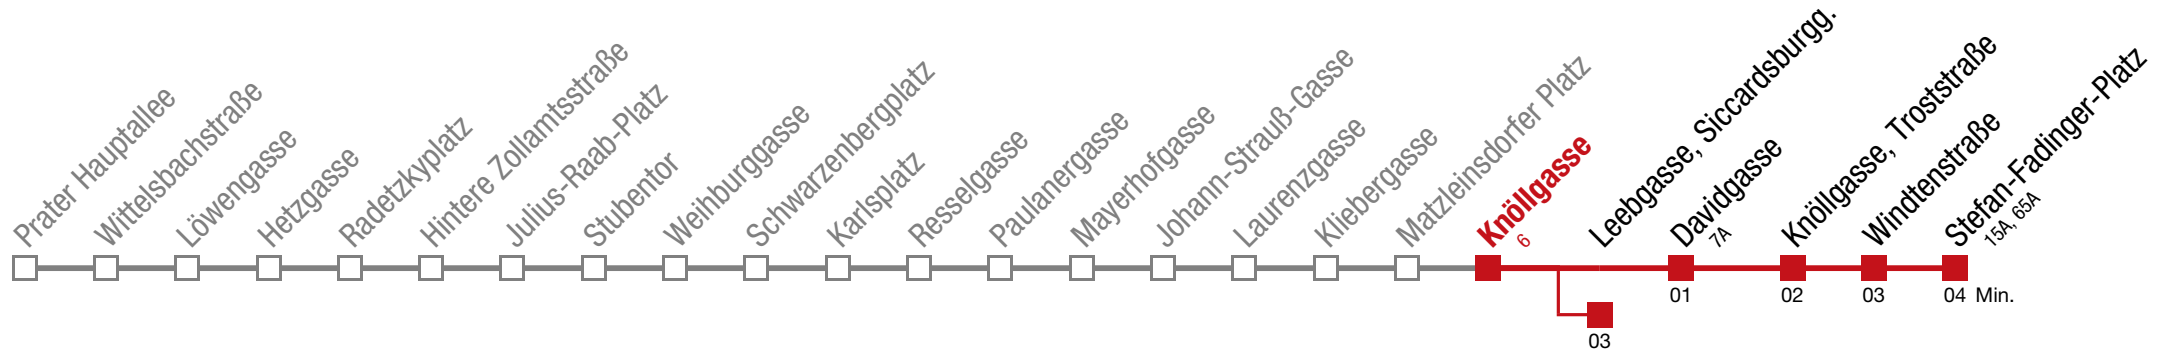 Prater Hauptallee
Wittelsbachstraße
Löwengasse
Hetzgasse
Radetzkyplatz
Hintere Zollamtsstraße
Julius-Raab-Platz
Stubentor
Weihburggasse
Schwarzenbergplatz
Karlsplatz
Resselgasse
Paulanergasse
Mayerhofgasse
Johann-Strauß-Gasse
Laurenzgasse
Kliebergasse
Matzleinsdorfer Platz
Knöllgasse
6
Leebgasse, Siccardsburgg.
Davidgasse
7A
Knöllgasse, Troststraße
Windtenstraße
Stefan-Fadinger-Platz
15A, 65A
01 02 03 04 Min.
03